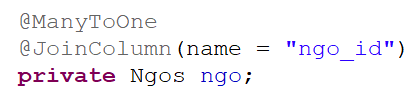 @ManyToOne
@JoinColumn(name = "ngo_id")
private Ngos ngo;